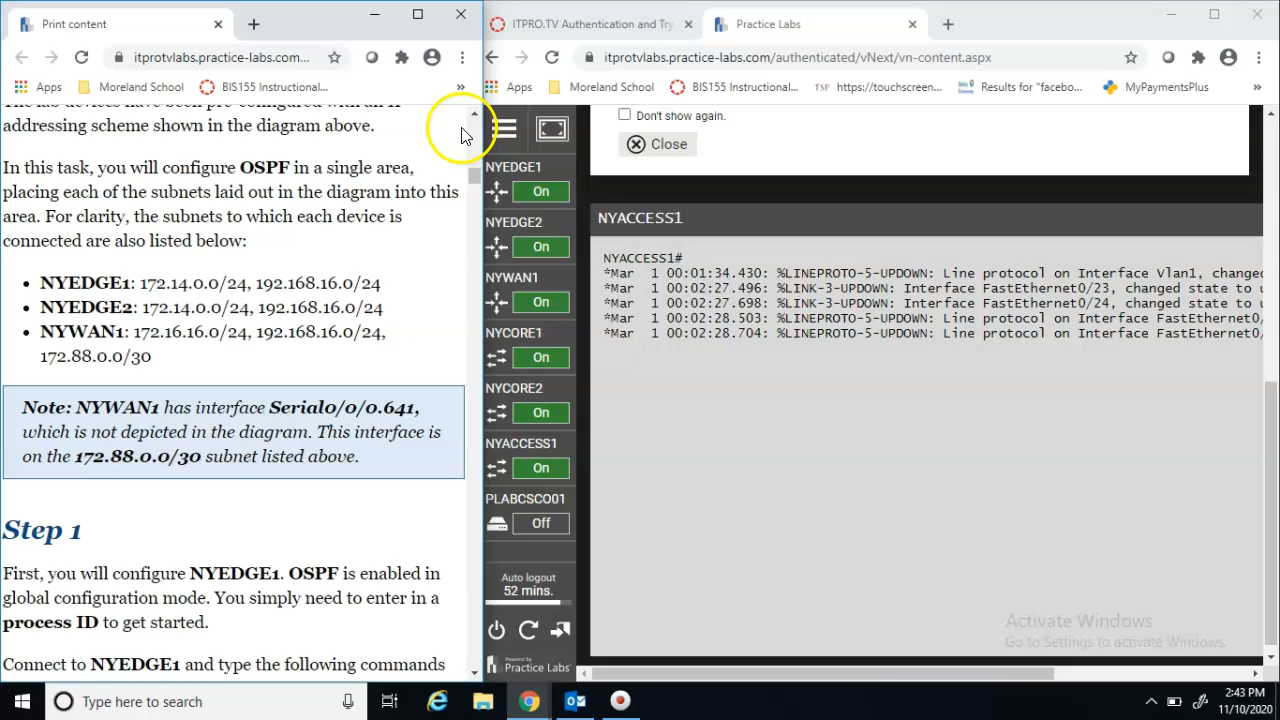 Print content
itprotvlabs.practice-labs.com...
Apps
Moreland School
BIS155 Instructional...
»
addressing scheme shown in the diagram above.
In this task, you will configure OSPF in a single area,
placing each of the subnets laid out in the diagram into this
area. For clarity, the subnets to which each device is
connected are also listed below:
• NYEDGE1: 172.14.0.0/24, 192.168.16.0/24
• NYEDGE2: 172.14.0.0/24, 192.168.16.0/24
• NYWAN1: 172.16.16.0/24, 192.168.16.0/24,
172.88.0.0/30
Note: NYWAN1 has interface Serial0/0/0.641,
which is not depicted in the diagram. This interface is
on the 172.88.0.0/30 subnet listed above.
Step 1
First, you will configure NYEDGE1. OSPF is enabled in
global configuration mode. You simply need to enter in a
process ID to get started.
Connect to NYEDGE1 and type the following commands
ITPRO.TV Authentication and Try
Practice Labs
itprotvlabs.practice-labs.com/authenticated/vNext/vn-content.aspx
Apps
Moreland School
BIS155 Instructional...
TSP https://touchscreen...
Results for "facebo...
MyPaymentsPlus
»
Don't show again.
Close
NYEDGE1
On
NYEDGE2
On
NYWAN1
On
NYCORE1
On
NYCORE2
On
NYACCESS1
On
PLABCSCO01
Off
Auto logout
52 mins.
Powered by
Practice Labs
NYACCESS1
NYACCESS1#
*Mar 1 00:01:34.430: %LINEPROTO-5-UPDOWN: Line protocol on Interface Vlan1, changed
*Mar 1 00:02:27.496: %LINK-3-UPDOWN: Interface FastEthernet0/23, changed state to u
*Mar 1 00:02:27.698: %LINK-3-UPDOWN: Interface FastEthernet0/24, changed state to u
*Mar 1 00:02:28.503: %LINEPROTO-5-UPDOWN: Line protocol on Interface FastEthernet0/
*Mar 1 00:02:28.704: %LINEPROTO-5-UPDOWN: Line protocol on Interface FastEthernet0/
Activate Windows
Go to Settings to activate Windows.
Type here to search
2:43 PM
11/10/2020